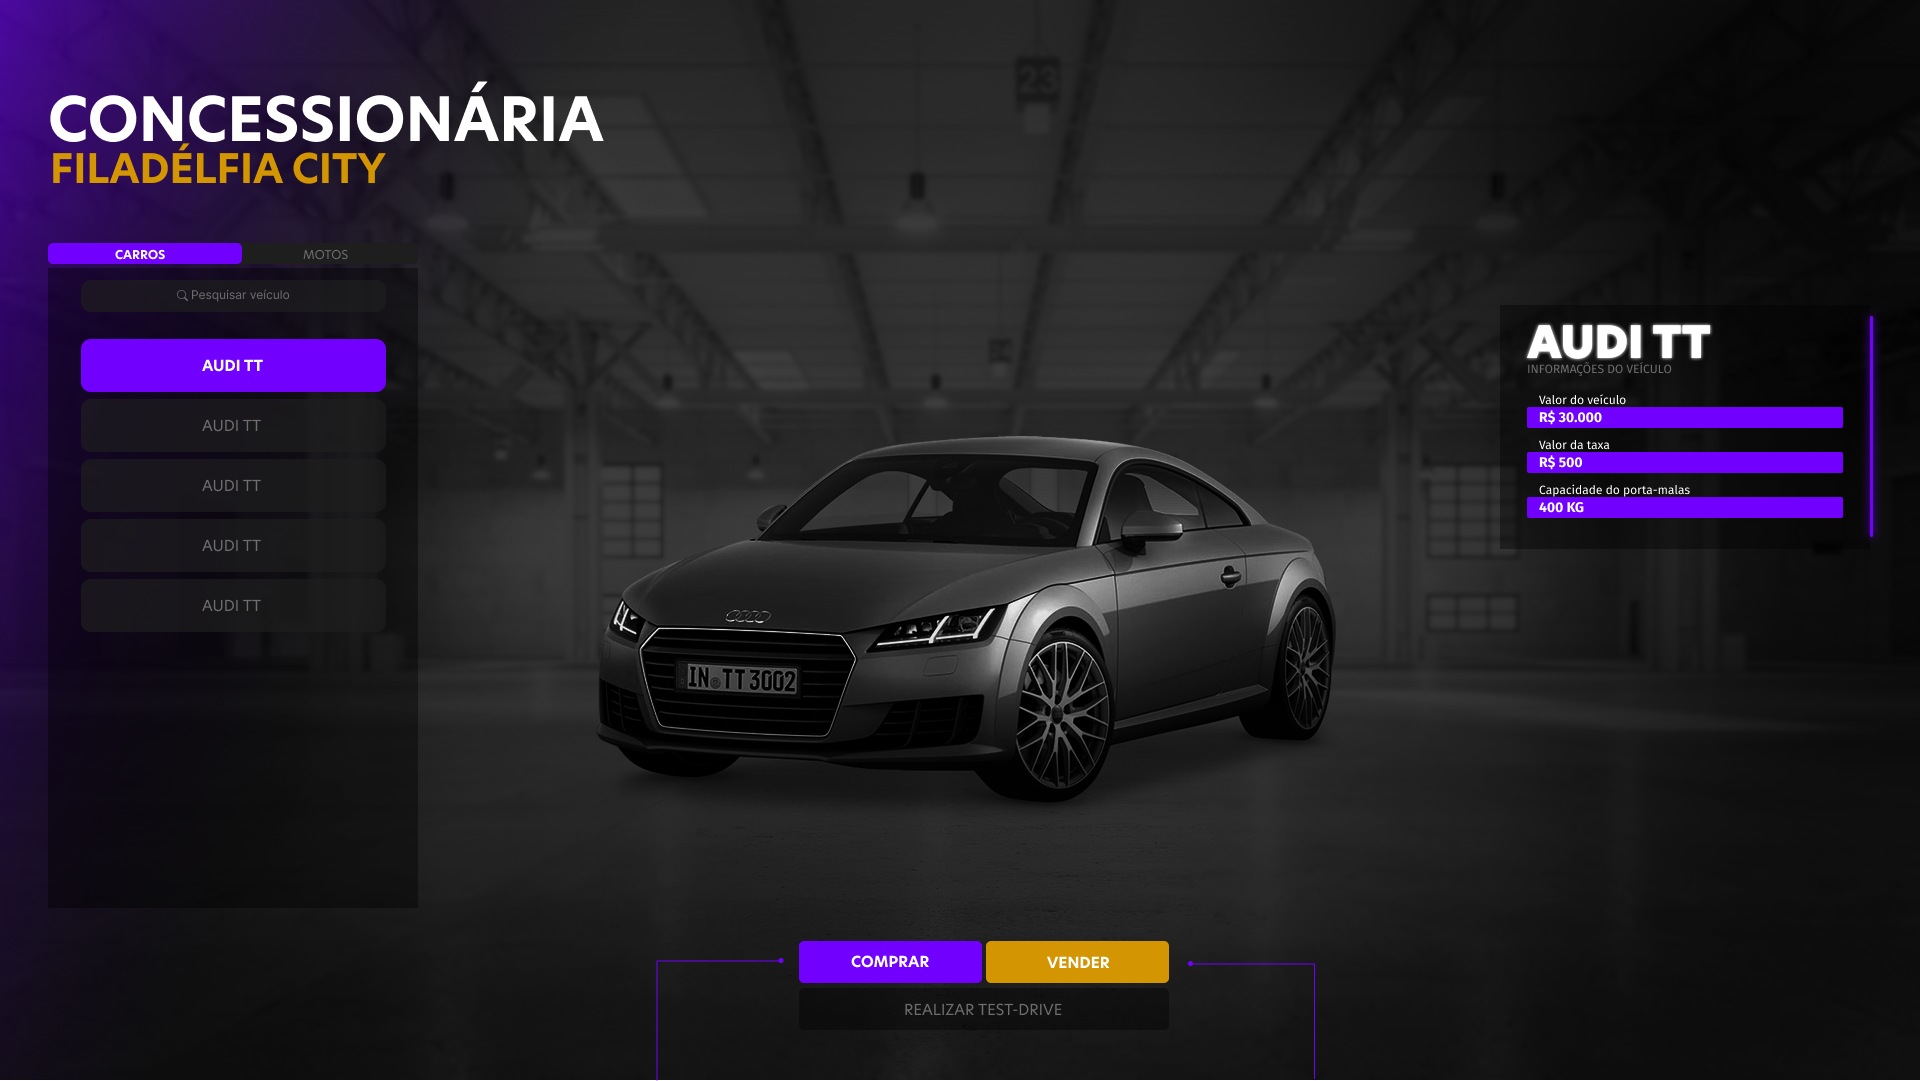 23
CONCESSIONÁRIA
FILADÉLFIA CITY
CARROS
MOTOS
Pesquisar veículo
AUDI TT
AUDI TT
AUDI TT
AUDI TT
AUDI TT
AUDI TT
INFORMAÇÕES DO VEÍCULO
Valor do veículo
R$ 30.000
Valor da taxa
R$ 500
Capacidade do porta-malas
400 KG
IN TT 3002
COMPRAR
VENDER
REALIZAR TEST-DRIVE